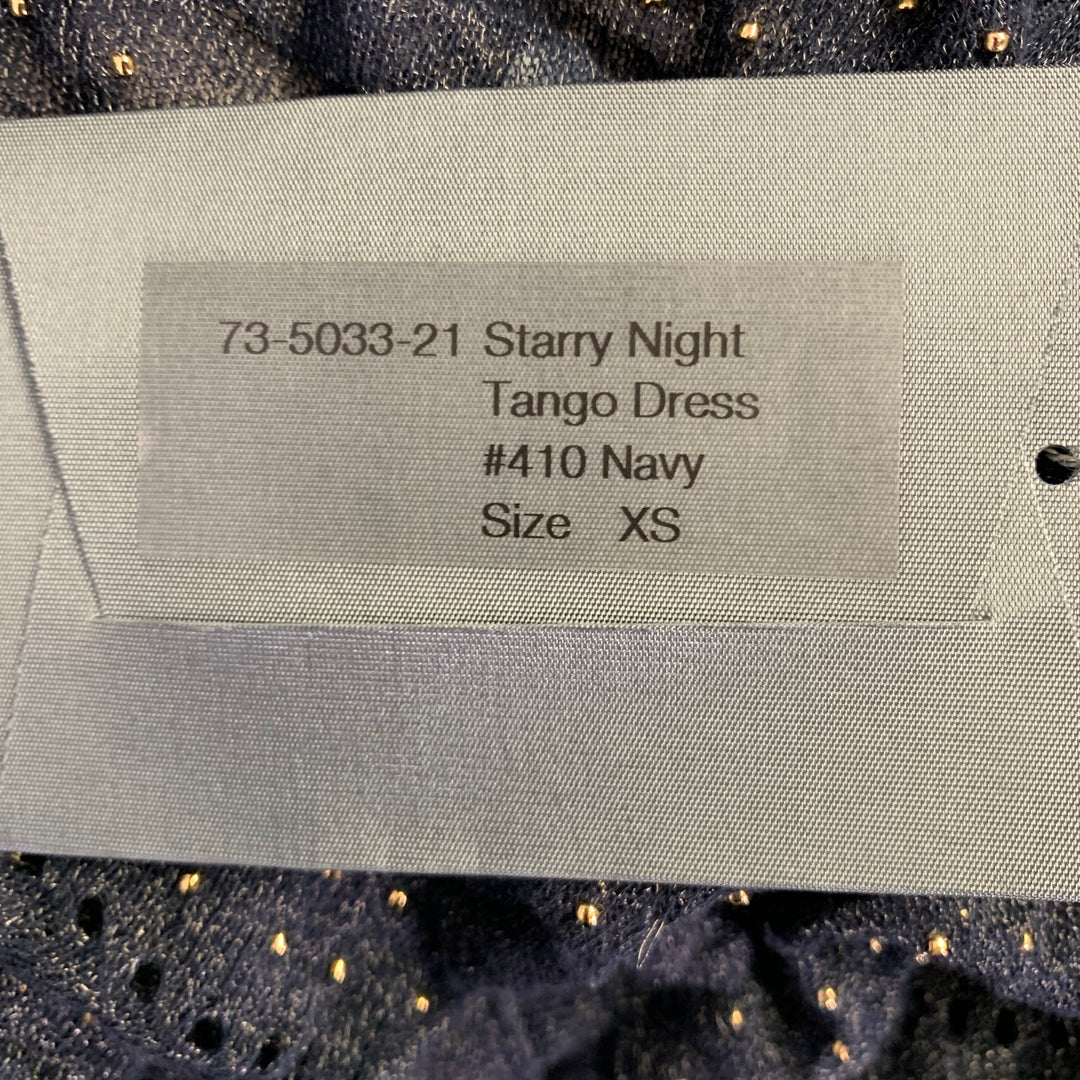 73-5033-21 Starry Night
Tango Dress
#410 Navy
Size XS